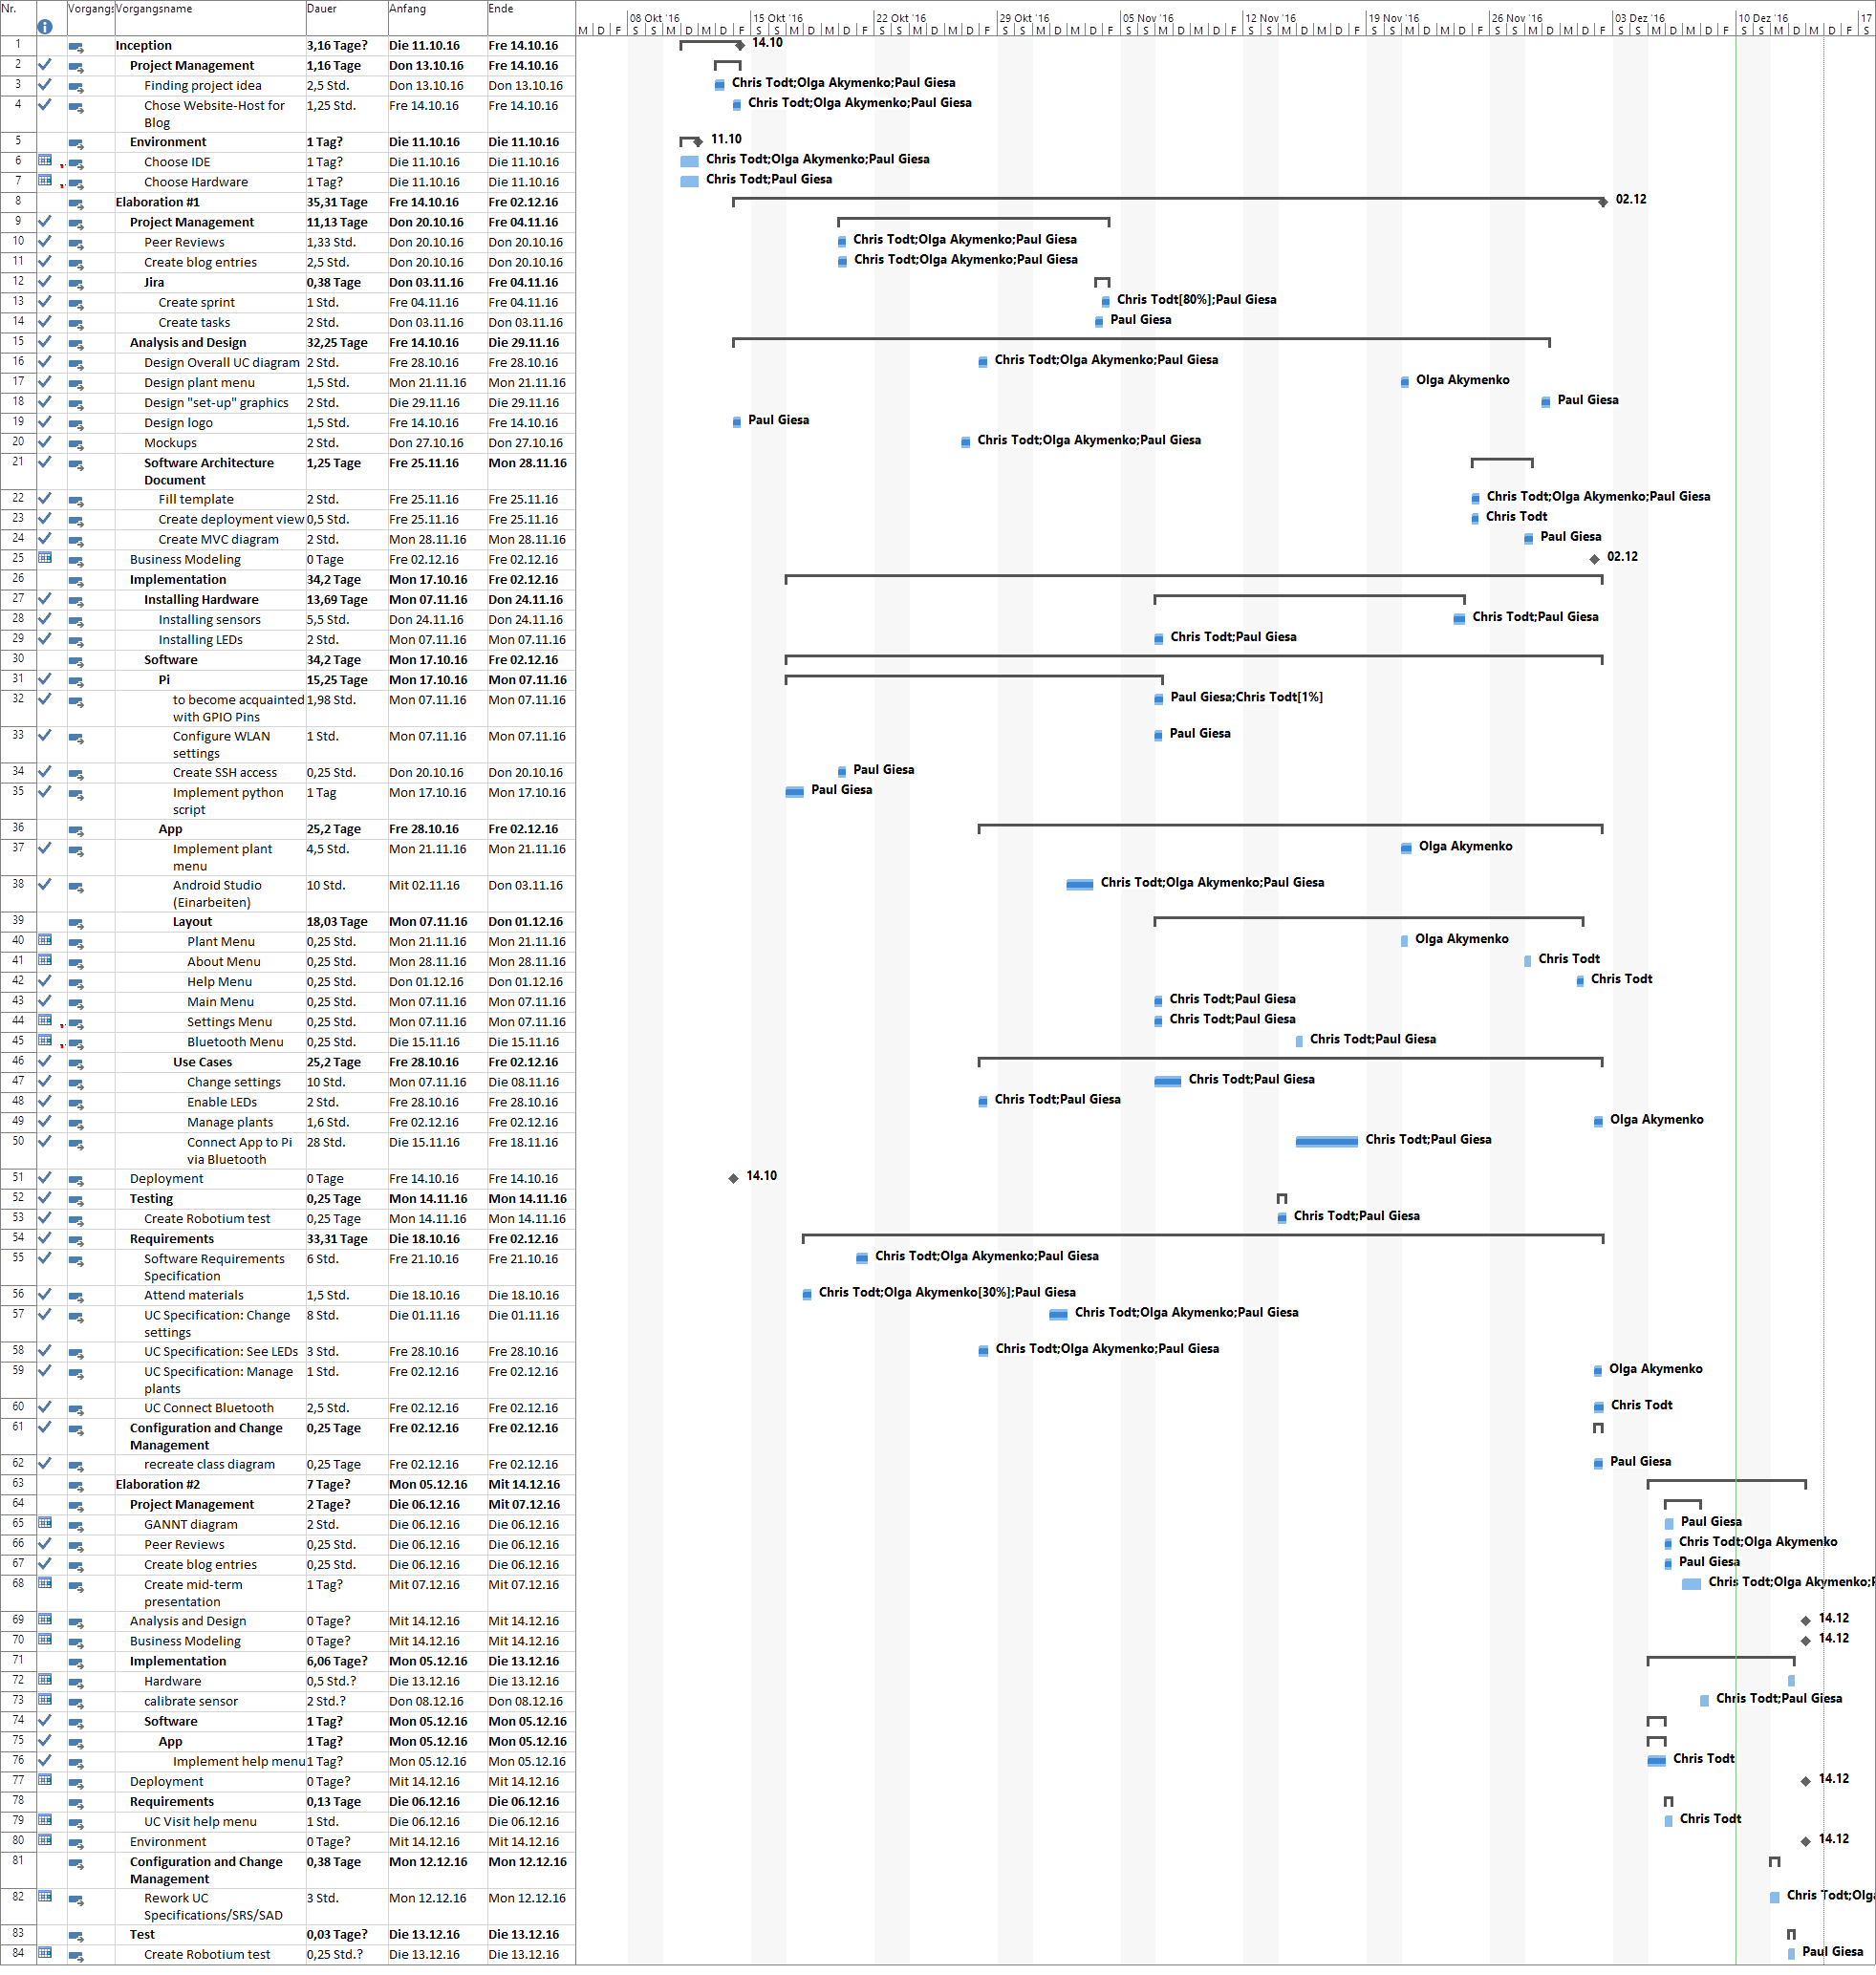 Nr. Vorgangs Vorgangsname Dauer Anfang Ende 08 Okt '16 15 Okt '16 22 Okt '16 29 Okt '16 05 Nov '16 12 Nov '16 19 Nov '16 26 Nov '16 03 Dez '16 10 Dez '16 17
M D F S S M D M D F S S M D M D F S S M D M D F S S M D M D F S S M D M D F S S M D M D F S S M D M D F S S M D M D F S S M D M D F S S M D M D F S
1 Inception 3,16 Tage? Die 11.10.16 Fre 14.10.16 14.10
2 Project Management 1,16 Tage Don 13.10.16 Fre 14.10.16
3 Finding project idea 2,5 Std. Don 13.10.16 Don 13.10.16 Chris Todt;Olga Akymenko;Paul Giesa
4 Chose Website-Host for 1,25 Std. Fre 14.10.16 Fre 14.10.16 Chris Todt;Olga Akymenko;Paul Giesa
Blog
5 Environment 1 Tag? Die 11.10.16 Die 11.10.16 11.10
6 Choose IDE 1 Tag? Die 11.10.16 Die 11.10.16 Chris Todt;Olga Akymenko;Paul Giesa
7 Choose Hardware 1 Tag? Die 11.10.16 Die 11.10.16 Chris Todt;Paul Giesa
8 Elaboration #1 35,31 Tage Fre 14.10.16 Fre 02.12.16 02.12
9 Project Management 11,13 Tage Don 20.10.16 Fre 04.11.16
10 Peer Reviews 1,33 Std. Don 20.10.16 Don 20.10.16 Chris Todt;Olga Akymenko;Paul Giesa
11 Create blog entries 2,5 Std. Don 20.10.16 Don 20.10.16 Chris Todt;Olga Akymenko;Paul Giesa
12 Jira 0,38 Tage Don 03.11.16 Fre 04.11.16
13 Create sprint 1 Std. Fre 04.11.16 Fre 04.11.16 Chris Todt[80%];Paul Giesa
14 Create tasks 2 Std. Don 03.11.16 Don 03.11.16 Paul Giesa
15 Analysis and Design 32,25 Tage Fre 14.10.16 Die 29.11.16
16 Design Overall UC diagram 2 Std. Fre 28.10.16 Fre 28.10.16 Chris Todt;Olga Akymenko;Paul Giesa
17 Design plant menu 1,5 Std. Mon 21.11.16 Mon 21.11.16 Olga Akymenko
18 Design "set-up" graphics 2 Std. Die 29.11.16 Die 29.11.16 Paul Giesa
19 Design logo 1,5 Std. Fre 14.10.16 Fre 14.10.16 Paul Giesa
20 Mockups 2 Std. Don 27.10.16 Don 27.10.16 Chris Todt;Olga Akymenko;Paul Giesa
21 Software Architecture 1,25 Tage Fre 25.11.16 Mon 28.11.16
Document
22 Fill template 2 Std. Fre 25.11.16 Fre 25.11.16 Chris Todt;Olga Akymenko;Paul Giesa
23 Create deployment view 0,5 Std. Fre 25.11.16 Fre 25.11.16 Chris Todt
24 Create MVC diagram 2 Std. Mon 28.11.16 Mon 28.11.16 Paul Giesa
25 Business Modeling 0 Tage Fre 02.12.16 Fre 02.12.16 02.12
26 Implementation 34,2 Tage Mon 17.10.16 Fre 02.12.16
27 Installing Hardware 13,69 Tage Mon 07.11.16 Don 24.11.16
28 Installing sensors 5,5 Std. Don 24.11.16 Don 24.11.16 Chris Todt;Paul Giesa
29 Installing LEDs 2 Std. Mon 07.11.16 Mon 07.11.16 Chris Todt;Paul Giesa
30 Software 34,2 Tage Mon 17.10.16 Fre 02.12.16
31 Pi 15,25 Tage Mon 17.10.16 Mon 07.11.16
32 to become acquainted 1,98 Std. Mon 07.11.16 Mon 07.11.16 Paul Giesa;Chris Todt[1%]
with GPIO Pins
33 Configure WLAN 1 Std. Mon 07.11.16 Mon 07.11.16 Paul Giesa
settings
34 Create SSH access 0,25 Std. Don 20.10.16 Don 20.10.16 Paul Giesa
35 Implement python 1 Tag Mon 17.10.16 Mon 17.10.16 Paul Giesa
script
36 App 25,2 Tage Fre 28.10.16 Fre 02.12.16
37 Implement plant 4,5 Std. Mon 21.11.16 Mon 21.11.16 Olga Akymenko
menu
38 Android Studio 10 Std. Mit 02.11.16 Don 03.11.16 Chris Todt;Olga Akymenko;Paul Giesa
(Einarbeiten)
39 Layout 18,03 Tage Mon 07.11.16 Don 01.12.16
40 Plant Menu 0,25 Std. Mon 21.11.16 Mon 21.11.16 Olga Akymenko
41 About Menu 0,25 Std. Mon 28.11.16 Mon 28.11.16 Chris Todt
42 Help Menu 0,25 Std. Don 01.12.16 Don 01.12.16 Chris Todt
43 Main Menu 0,25 Std. Mon 07.11.16 Mon 07.11.16 Chris Todt;Paul Giesa
44 Settings Menu 0,25 Std. Mon 07.11.16 Mon 07.11.16 Chris Todt;Paul Giesa
45 Bluetooth Menu 0,25 Std. Die 15.11.16 Die 15.11.16 Chris Todt;Paul Giesa
46 Use Cases 25,2 Tage Fre 28.10.16 Fre 02.12.16
47 Change settings 10 Std. Mon 07.11.16 Die 08.11.16 Chris Todt;Paul Giesa
48 Enable LEDs 2 Std. Fre 28.10.16 Fre 28.10.16 Chris Todt;Paul Giesa
49 Manage plants 1,6 Std. Fre 02.12.16 Fre 02.12.16 Olga Akymenko
50 Connect App to Pi 28 Std. Die 15.11.16 Fre 18.11.16 Chris Todt;Paul Giesa
via Bluetooth
51 Deployment 0 Tage Fre 14.10.16 Fre 14.10.16 14.10
52 Testing 0,25 Tage Mon 14.11.16 Mon 14.11.16
53 Create Robotium test 0,25 Tage Mon 14.11.16 Mon 14.11.16 Chris Todt;Paul Giesa
54 Requirements 33,31 Tage Die 18.10.16 Fre 02.12.16
55 Software Requirements 6 Std. Fre 21.10.16 Fre 21.10.16 Chris Todt;Olga Akymenko;Paul Giesa
Specification
56 Attend materials 1,5 Std. Die 18.10.16 Die 18.10.16 Chris Todt;Olga Akymenko[30%];Paul Giesa
57 UC Specification: Change 8 Std. Die 01.11.16 Die 01.11.16 Chris Todt;Olga Akymenko;Paul Giesa
settings
58 UC Specification: See LEDs 3 Std. Fre 28.10.16 Fre 28.10.16 Chris Todt;Olga Akymenko;Paul Giesa
59 UC Specification: Manage 1 Std. Fre 02.12.16 Fre 02.12.16 Olga Akymenko
plants
60 UC Connect Bluetooth 2,5 Std. Fre 02.12.16 Fre 02.12.16 Chris Todt
61 Configuration and Change 0,25 Tage Fre 02.12.16 Fre 02.12.16
Management
62 recreate class diagram 0,25 Tage Fre 02.12.16 Fre 02.12.16 Paul Giesa
63 Elaboration #2 7 Tage? Mon 05.12.16 Mit 14.12.16
64 Project Management 2 Tage? Die 06.12.16 Mit 07.12.16
65 GANNT diagram 2 Std. Die 06.12.16 Die 06.12.16 Paul Giesa
66 Peer Reviews 0,25 Std. Die 06.12.16 Die 06.12.16 Chris Todt;Olga Akymenko
67 Create blog entries 0,25 Std. Die 06.12.16 Die 06.12.16 Paul Giesa
68 Create mid-term 1 Tag? Mit 07.12.16 Mit 07.12.16 Chris Todt;Olga Akymenko;P
presentation
69 Analysis and Design 0 Tage? Mit 14.12.16 Mit 14.12.16 14.12
70 Business Modeling 0 Tage? Mit 14.12.16 Mit 14.12.16 14.12
71 Implementation 6,06 Tage? Mon 05.12.16 Die 13.12.16
72 Hardware 0,5 Std.? Die 13.12.16 Die 13.12.16
73 calibrate sensor 2 Std.? Don 08.12.16 Don 08.12.16 Chris Todt;Paul Giesa
74 Software 1 Tag? Mon 05.12.16 Mon 05.12.16
75 App 1 Tag? Mon 05.12.16 Mon 05.12.16
76 Implement help menu 1 Tag? Mon 05.12.16 Mon 05.12.16 Chris Todt
77 Deployment 0 Tage? Mit 14.12.16 Mit 14.12.16 14.12
78 Requirements 0,13 Tage Die 06.12.16 Die 06.12.16
79 UC Visit help menu 1 Std. Die 06.12.16 Die 06.12.16 Chris Todt
80 Environment 0 Tage? Mit 14.12.16 Mit 14.12.16 14.12
81 Configuration and Change 0,38 Tage Mon 12.12.16 Mon 12.12.16
Management
82 Rework UC 3 Std. Mon 12.12.16 Mon 12.12.16 Chris Todt;Olga
Specifications/SRS/SAD
83 Test 0,03 Tage? Die 13.12.16 Die 13.12.16
84 Create Robotium test 0,25 Std.? Die 13.12.16 Die 13.12.16 Paul Giesa